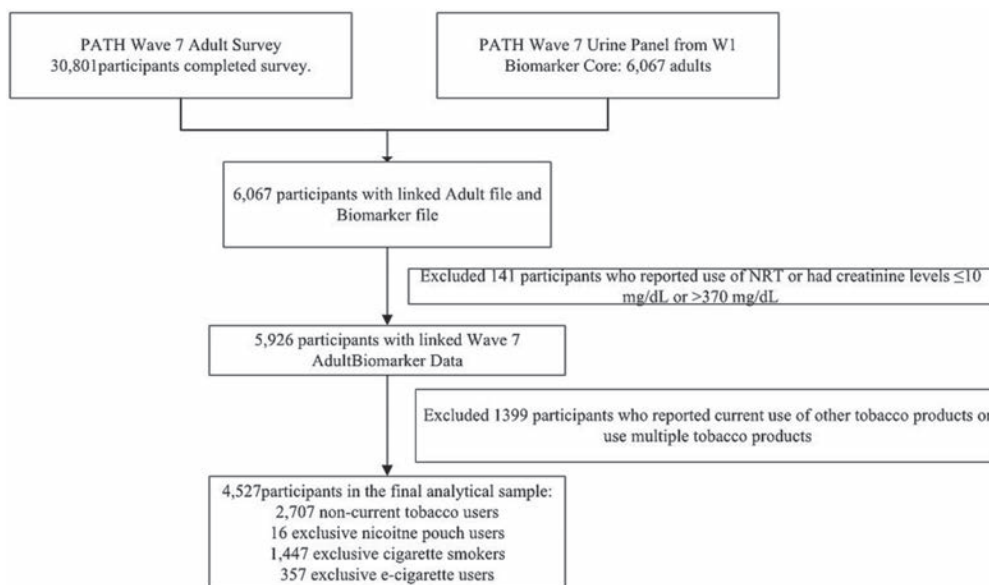 PATH Wave 7 Adult Survey
30,801participants completed survey.
PATH Wave 7 Urine Panel from W1
Biomarker Core: 6,067 adults
6,067 participants with linked Adult file and
Biomarker file
Excluded 141 participants who reported use of NRT or had creatinine levels ≤10
mg/dL or >370 mg/dL
5,926 participants with linked Wave 7
AdultBiomarker Data
Excluded 1399 participants who reported current use of other tobacco products or
use multiple tobacco products
4,527participants in the final analytical sample:
2,707 non-current tobacco users
16 exclusive nicoitne pouch users
1,447 exclusive cigarette smokers
357 exclusive e-cigarette users